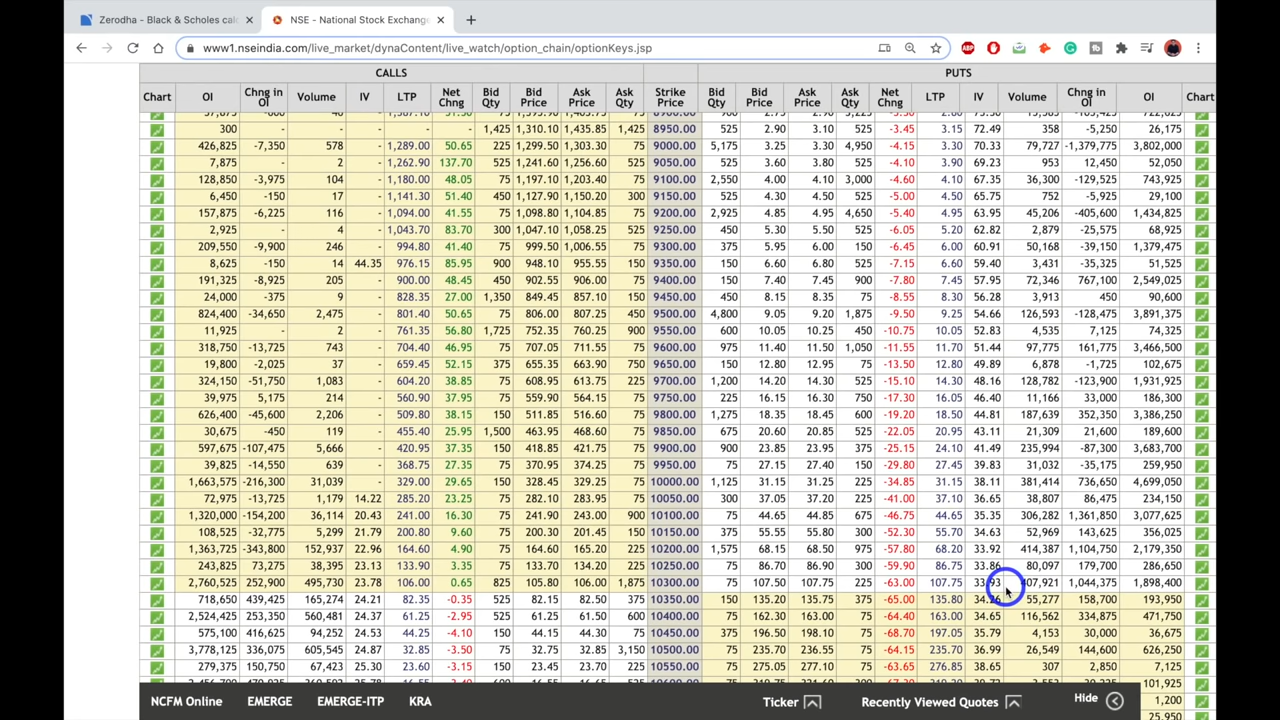 Zerodha - Black & Scholes cal
NSE - National Stock Exchange
www1.nseindia.com/live_market/dynaContent/live_watch/option_chain/optionKeys.jsp
CALLS PUTS
Chart OI Chng in OI Volume IV LTP Net Chng Bid Qty Bid Price Ask Price Ask Qty Strike Price Bid Qty Bid Price Ask Price Ask Qty Net Chng LTP IV Volume Chng in OI OI Chart
300 - - - - - 1,425 1,310.10 1,435.85 1,425 8950.00 525 2.90 3.10 525 -3.45 3.15 72.49 358 -5,250 26,175
426,825 -7,350 578 - 1,289.00 50.65 223 1,299.50 1,303.30 75 9000.00 5,175 3.25 3.30 4,950 -4.15 3.30 70.33 79,727 -1,379,775 3,802,000
7,875 - 2 - 1,262.90 137.70 525 1,241.60 1,256.60 525 9050.00 525 3.60 3.80 525 -4.10 3.90 69.23 953 12,450 52,050
128,850 -3,975 104 - 1,180.00 48.05 75 1,197.10 1,203.40 75 9100.00 2,550 4.00 4.10 3,000 -4.60 4.10 67.35 36,300 -129,525 743,925
6,450 -150 17 - 1,141.30 51.40 450 1,127.90 1,150.20 300 9150.00 525 4.30 4.50 525 -5.00 4.50 65.75 752 -5,925 29,100
157,875 -6,225 116 - 1,094.00 41.55 75 1,098.80 1,104.85 75 9200.00 2,925 4.85 4.95 4,650 -5.40 4.95 63.95 45,206 -405,600 1,434,825
2,925 - 4 - 1,043.70 83.70 300 1,047.10 1,058.25 525 9250.00 450 5.30 5.50 525 -6.05 5.20 62.82 2,879 -25,575 68,925
209,550 -9,900 246 - 994.80 41.40 75 999.50 1,006.55 75 9300.00 375 5.95 6.00 150 -6.45 6.00 60.91 50,168 -39,150 1,379,475
8,625 -150 14 44.35 976.15 85.95 900 948.10 955.55 150 9350.00 150 6.60 6.80 525 -7.15 6.60 59.40 3,431 -35,325 51,525
191,325 -8,925 205 - 900.00 48.45 450 902.55 906.00 75 9400.00 150 7.40 7.45 900 -7.80 7.45 57.95 72,346 767,100 2,549,025
24,000 -375 9 - 828.35 27.00 1,350 849.45 857.10 150 9450.00 450 8.15 8.35 75 -8.55 8.30 56.28 3,913 450 90,600
824,400 -34,650 2,475 - 801.40 50.65 75 806.00 807.25 450 9500.00 4,800 9.05 9.20 1,875 -9.50 9.25 54.66 126,593 -128,475 3,891,375
11,925 - 2 - 761.35 56.80 1,725 752.35 760.25 900 9550.00 600 10.05 10.25 450 -10.75 10.05 52.83 4,535 7,125 74,325
318,750 -13,725 743 - 704.40 46.95 75 707.05 711.55 75 9600.00 975 11.40 11.50 1,050 -11.55 11.70 51.44 97,775 161,775 3,466,500
19,800 -2,025 37 - 659.45 52.15 375 655.35 663.90 750 9650.00 150 12.80 12.95 75 -13.50 12.80 49.89 6,878 -1,725 102,675
324,150 -51,750 1,083 - 604.20 38.85 75 608.95 613.75 225 9700.00 1,200 14.20 14.30 525 -15.10 14.30 48.16 128,782 -123,900 1,931,925
39,975 5,175 214 - 560.90 37.95 75 559.90 564.15 75 9750.00 225 16.15 16.30 750 -17.30 16.05 46.40 11,166 33,000 186,300
626,400 -45,600 2,206 - 509.80 38.15 150 511.85 516.60 75 9800.00 1,275 18.35 18.45 600 -19.20 18.50 44.81 187,639 352,350 3,386,250
30,675 -450 119 - 455.40 25.95 1,500 463.95 468.60 75 9850.00 675 20.60 20.85 450 -22.05 20.95 43.11 21,309 21,600 189,600
597,675 -107,475 5,666 - 420.95 37.35 150 418.85 421.75 225 9900.00 900 23.85 23.95 450 -25.15 24.10 41.49 235,994 -87,300 3,683,700
39,825 -14,550 639 - 368.75 27.35 75 370.95 374.25 225 9950.00 75 27.15 27.40 150 -29.80 27.45 39.83 31,032 -35,175 259,950
1,663,575 -216,300 31,039 - 329.00 29.65 150 328.45 329.25 75 10000.00 1,125 31.15 31.25 225 -34.85 31.15 38.11 381,414 736,650 4,699,050
72,975 -13,725 1,179 14.22 285.20 23.25 75 282.10 283.95 75 10050.00 300 37.05 37.20 75 -41.00 37.10 36.65 38,807 86,475 234,150
1,320,000 -154,200 36,114 20.43 241.00 16.30 75 241.90 243.00 900 10100.00 75 44.65 44.85 675 -46.75 44.65 35.35 306,282 1,361,850 3,077,625
108,525 -32,775 5,299 21.79 200.80 9.60 75 200.30 201.45 150 10150.00 75 55.55 55.80 300 -52.30 55.70 34.63 52,969 143,625 356,025
1,363,725 -343,800 152,937 22.96 164.60 4.90 75 164.60 165.20 225 10200.00 1,575 68.15 68.50 975 -57.80 68.20 33.92 414,387 1,104,750 2,179,350
243,825 73,275 38,395 23.13 133.90 3.35 75 133.70 134.20 225 10250.00 75 86.70 86.90 300 -59.90 86.75 33.86 80,097 179,700 286,650
2,760,525 252,900 495,730 23.78 106.00 0.65 825 105.80 106.00 1,875 10300.00 75 107.50 107.75 225 -63.00 107.75 33.93 407,921 1,044,375 1,898,400
718,650 439,425 165,274 24.21 82.35 -0.35 525 82.15 82.50 375 10350.00 150 135.20 135.75 375 -65.00 135.80 55,277 158,700 193,950
2,524,425 253,350 560,481 24.37 61.25 -2.95 525 61.25 61.50 623 10400.00 75 162.30 163.00 75 -64.40 163.00 34.65 116,562 334,875 471,750
575,100 416,625 94,252 24.53 44.25 -4.10 150 44.15 44.30 75 10450.00 375 196.50 198.10 75 -68.70 197.05 35.79 4,153 30,000 36,675
3,778,125 336,075 605,545 24.87 32.85 -3.50 525 32.75 32.85 3,150 10500.00 75 235.70 236.55 225 -64.15 235.70 36.99 26,549 144,600 626,250
279,375 150,750 67,423 25.30 23.60 -3.15 150 23.45 23.70 225 10550.00 75 275.05 277.10 75 -63.65 276.85 38.65 307 2,850 7,125
101,925
1,200
NCFM Online EMERGE EMERGE-ITP KRA Ticker Recently Viewed Quotes Hide